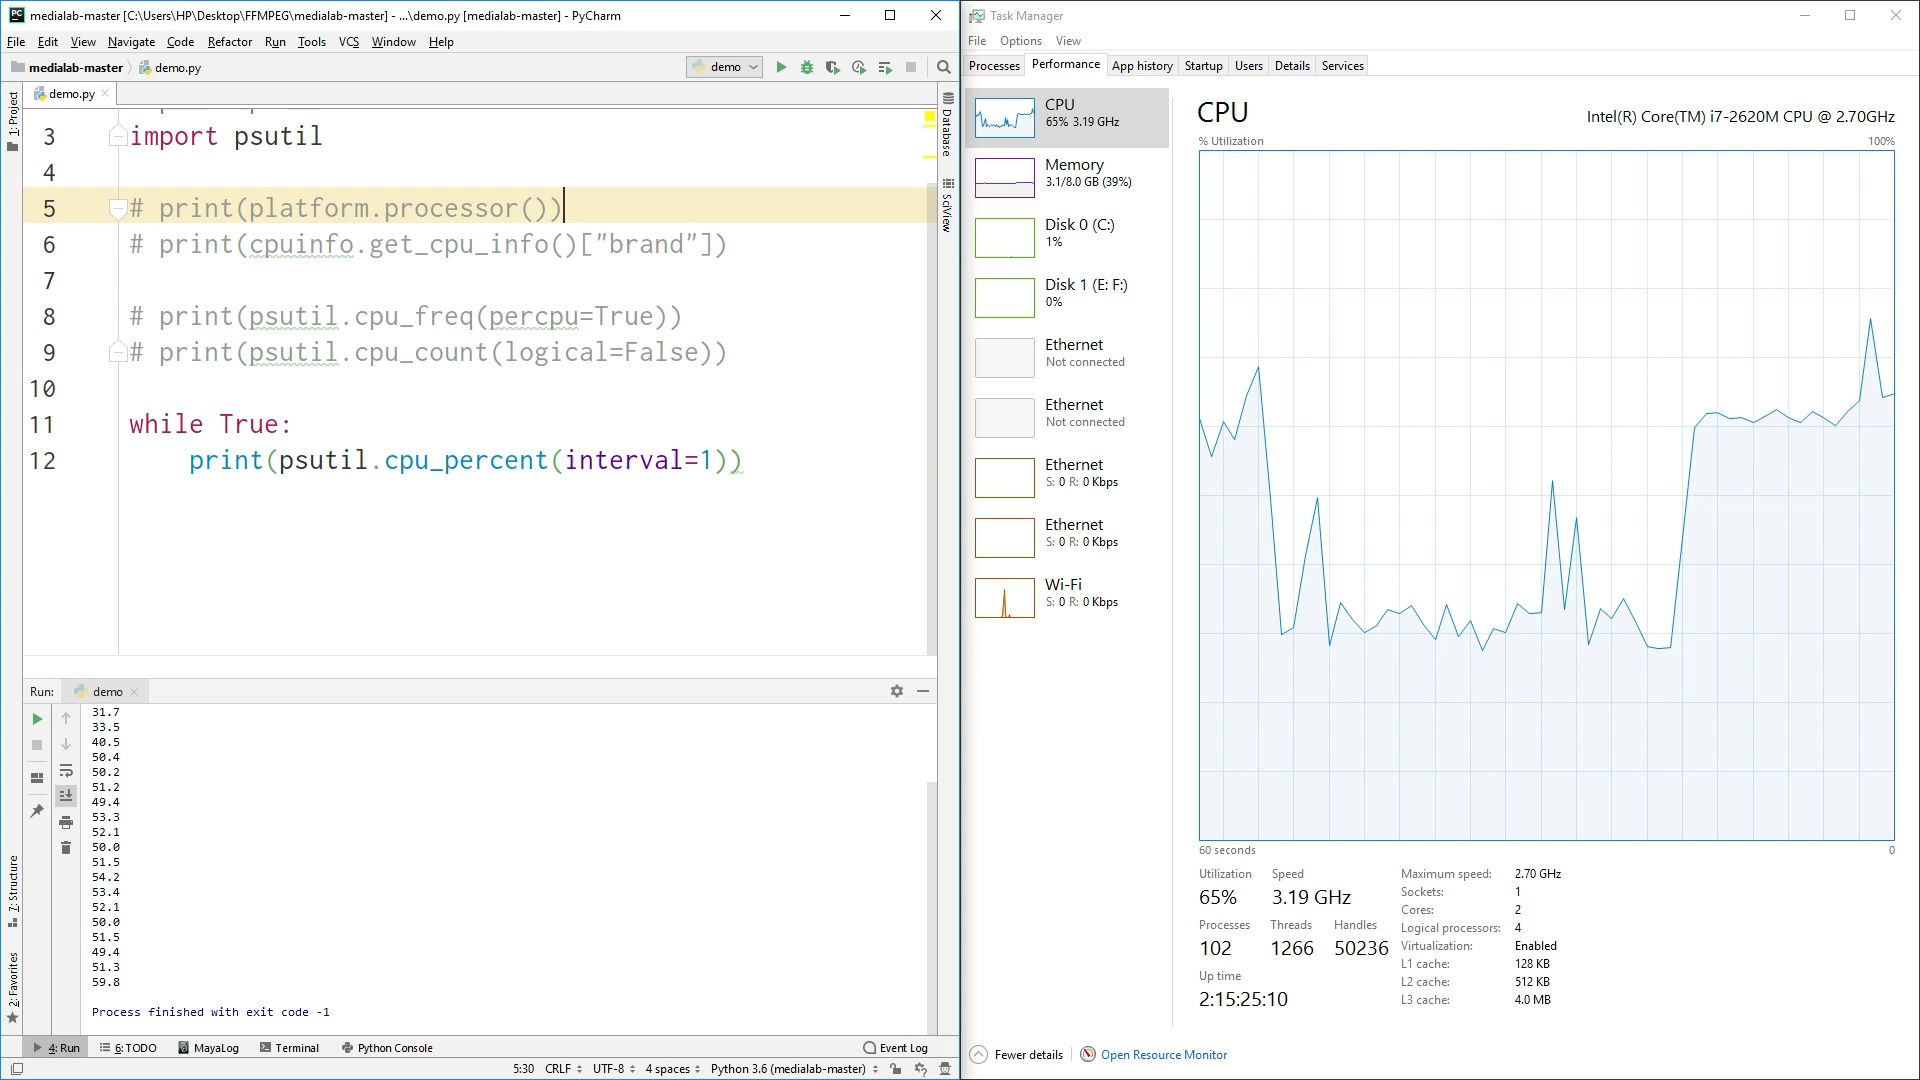 medialab-master [C:\Users\HP\Desktop\FFMPEG\medialab-master] - ...\demo.py [medialab-master] - PyCharm
File Edit View Navigate Code Refactor Run Tools VCS Window Help
medialab-master demo.py
demo
demo.py
1: Project
3 import psutil
4
5 # print(platform.processor())
6 # print(cpuinfo.get_cpu_info()["brand"])
7
8 # print(psutil.cpu_freq(percpu=True))
9 # print(psutil.cpu_count(logical=False))
10
11 while True:
12 print(psutil.cpu_percent(interval=1))
Database
SciView
Run: demo
31.7
33.5
40.5
50.4
50.2
51.2
49.4
53.3
52.1
50.0
51.5
54.2
53.4
52.1
50.0
51.5
49.4
51.3
59.8
Process finished with exit code -1
7: Structure
2: Favorites
4: Run 6: TODO MayaLog Terminal Python Console Event Log
5:30 CRLF UTF-8 4 spaces Python 3.6 (medialab-master)
Task Manager
File Options View
Processes Performance App history Startup Users Details Services
CPU
65% 3.19 GHz
Memory
3.1/8.0 GB (39%)
Disk 0 (C:)
1%
Disk 1 (E: F:)
0%
Ethernet
Not connected
Ethernet
Not connected
Ethernet
S: 0 R: 0 Kbps
Ethernet
S: 0 R: 0 Kbps
Wi-Fi
S: 0 R: 0 Kbps
CPU Intel(R) Core(TM) i7-2620M CPU @ 2.70GHz
% Utilization 100%
60 seconds 0
Utilization Speed
65% 3.19 GHz
Processes Threads Handles
102 1266 50236
Up time
2:15:25:10
Maximum speed: 2.70 GHz
Sockets: 1
Cores: 2
Logical processors: 4
Virtualization: Enabled
L1 cache: 128 KB
L2 cache: 512 KB
L3 cache: 4.0 MB
Fewer details Open Resource Monitor